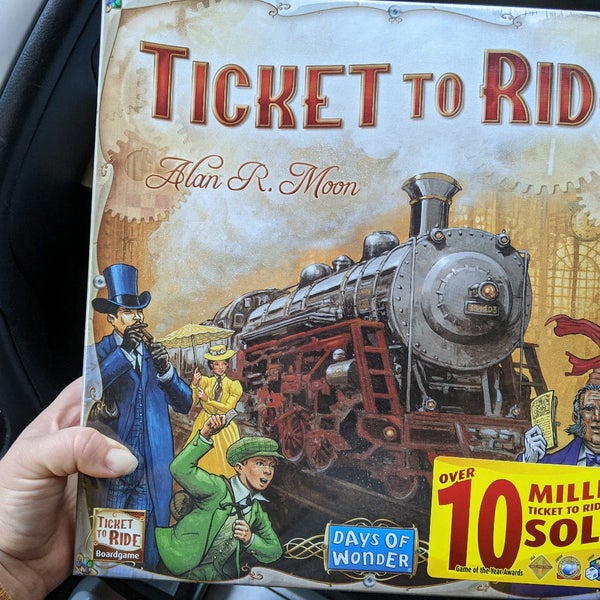 TICKET TO RID
Alan R. Moon
OVER
10 MILLI
TICKET TO RID
SOL
Game of the Year Awards
TICKET
TO RIDE
Boardgame
DAYS OF
WONDER